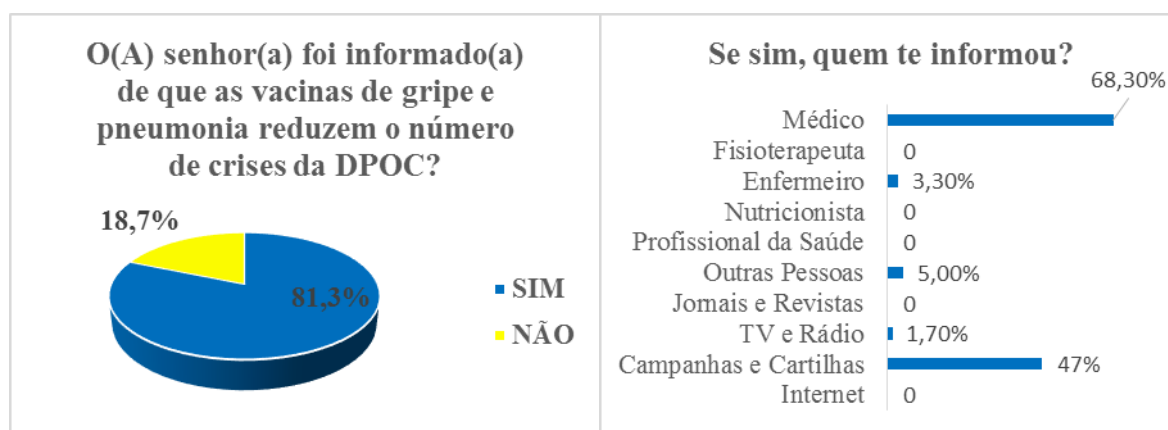 O(A) senhor(a) foi informado(a)
de que as vacinas de gripe e
pneumonia reduzem o número
de crises da DPOC?
18,7%
81,3%
SIM
NÃO
Se sim, quem te informou?
68,30%
Médico
Fisioterapeuta 0
Enfermeiro 3,30%
Nutricionista 0
Profissional da Saúde 0
Outras Pessoas 5,00%
Jornais e Revistas 0
TV e Rádio 1,70%
Campanhas e Cartilhas 47%
Internet 0